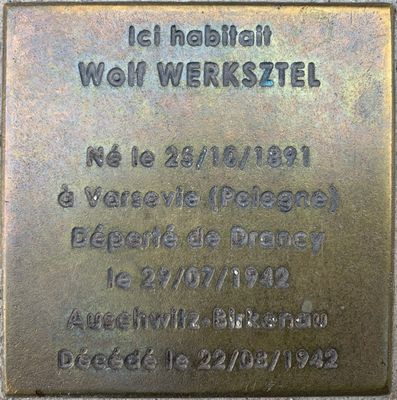 Ici habitait
Wolf WERKSZTEL
Né le 25/10/1891
à Varsovie (Pologne)
Déporté de Drancy
le 29/07/1942
Auschwitz-Birkenau
Décédé le 22/08/1942